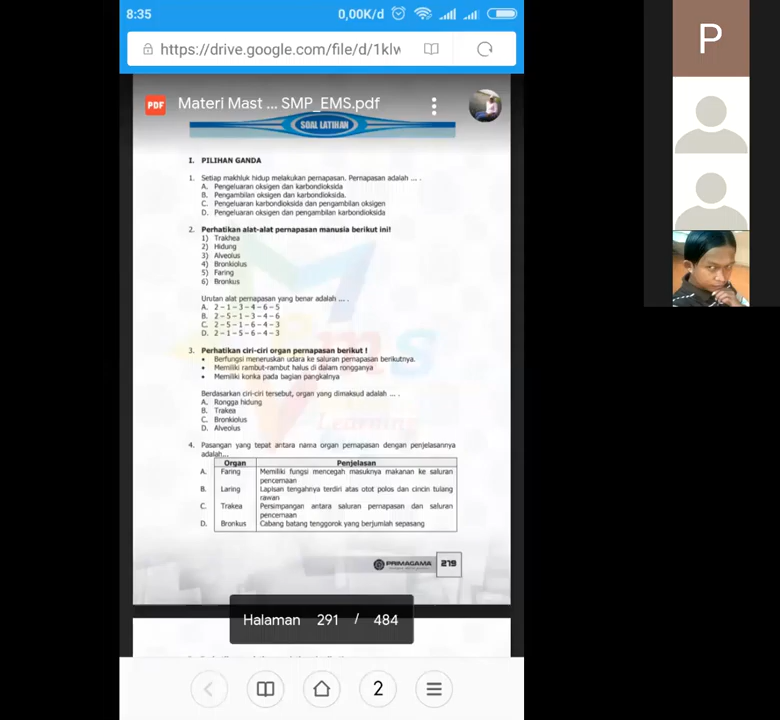 8:35
0,00K/d
https://drive.google.com/file/d/1klw
P
PDF
Materi Mast ... SMP_EMS.pdf
SOAL LATIHAN
I. PILIHAN GANDA
1. Setiap makhluk hidup melakukan pernapasan. Pernapasan adalah ... .
A. Pengeluaran oksigen dan karbondioksida
B. Pengambilan oksigen dan karbondioksida.
C. Pengeluaran karbondioksida dan pengambilan oksigen
D. Pengeluaran oksigen dan pengambilan karbondioksida
2. Perhatikan alat-alat pernapasan manusia berikut ini!
1) Trakhea
2) Hidung
3) Alveolus
4) Bronkiolus
5) Faring
6) Bronkus
Urutan alat pernapasan yang benar adalah ... .
A. 2 – 1 – 3 – 4 – 6 – 5
B. 2 – 5 – 1 – 3 – 4 – 6
C. 2 – 5 – 1 – 6 – 4 – 3
D. 2 – 1 – 5 – 6 – 4 – 3
3. Perhatikan ciri-ciri organ pernapasan berikut !
• Berfungsi meneruskan udara ke saluran pernapasan berikutnya.
• Memiliki rambut-rambut halus di dalam rongganya
• Memiliki konka pada bagian pangkalnya
Berdasarkan ciri-ciri tersebut, organ yang dimaksud adalah ... .
A. Rongga hidung
B. Trakea
C. Bronkiolus
D. Alveolus
Learning
4. Pasangan yang tepat antara nama organ pernapasan dengan penjelasannya
adalah...
Organ Penjelasan
A. Faring Memiliki fungsi mencegah masuknya makanan ke saluran
pencernaan
B. Laring Lapisan tengahnya terdiri atas otot polos dan cincin tulang
rawan
C. Trakea Persimpangan antara saluran pernapasan dan saluran
pencernaan
D. Bronkus Cabang batang tenggorok yang berjumlah sepasang
PRIMAGAMA
279
Halaman 291 / 484
2